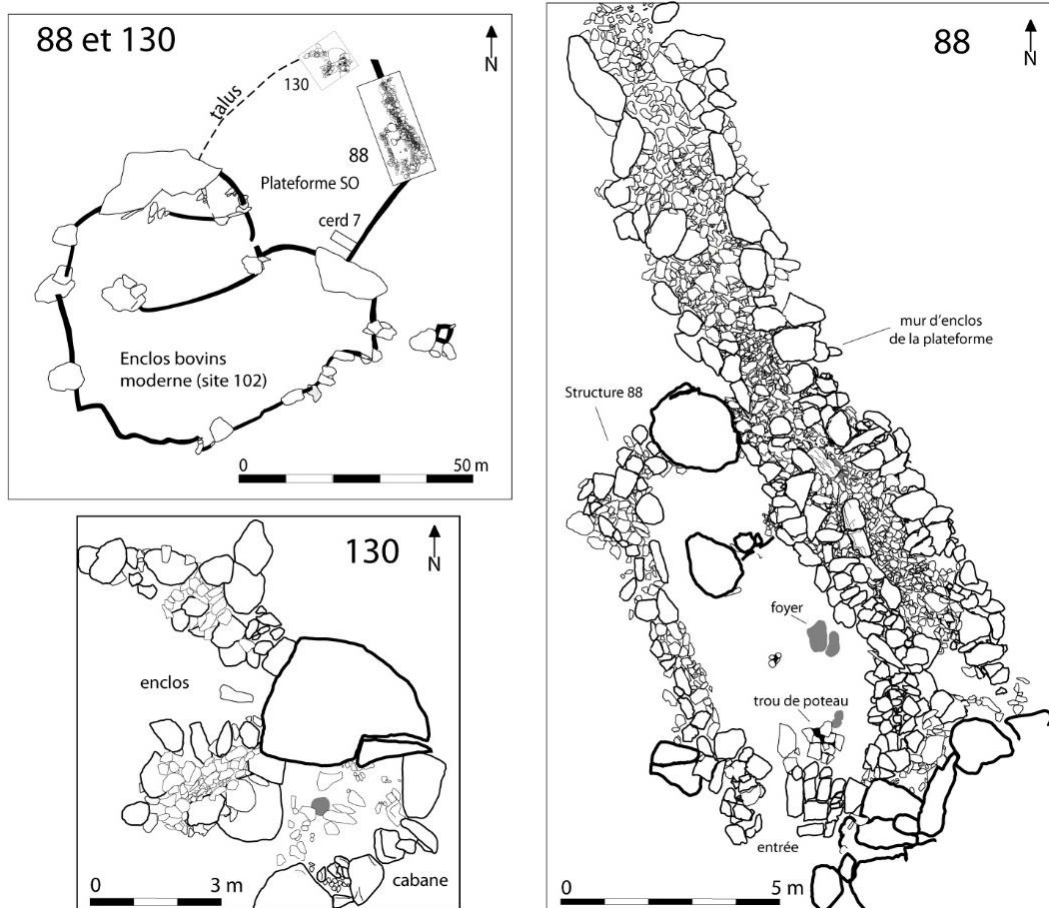 88 et 130
N
130
talus
88
Plateforme SO
cerd 7
Enclos bovins
moderne (site 102)
0
50 m
130
N
enclos
cabane
0
3 m
88
N
mur d'enclos
de la plateforme
Structure 88
foyer
trou de poteau
entrée
0
5 m